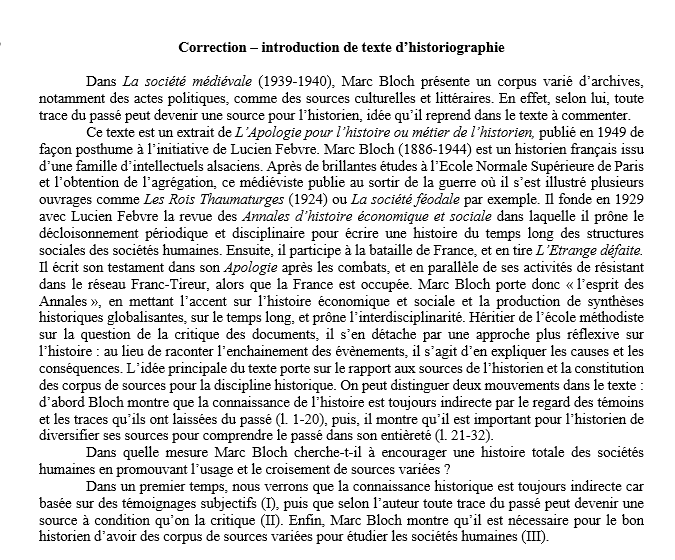 Correction – introduction de texte d’historiographie
Dans La société médiévale (1939-1940), Marc Bloch présente un corpus varié d’archives,
notamment des actes politiques, comme des sources culturelles et littéraires. En effet, selon lui, toute
trace du passé peut devenir une source pour l’historien, idée qu’il reprend dans le texte à commenter.
Ce texte est un extrait de L’Apologie pour l’histoire ou métier de l’historien, publié en 1949 de
façon posthume à l’initiative de Lucien Febvre. Marc Bloch (1886-1944) est un historien français issu
d’une famille d’intellectuels alsaciens. Après de brillantes études à l’Ecole Normale Supérieure de Paris
et l’obtention de l’agrégation, ce médiéviste publie au sortir de la guerre où il s’est illustré plusieurs
ouvrages comme Les Rois Thaumaturges (1924) ou La société féodale par exemple. Il fonde en 1929
avec Lucien Febvre la revue des Annales d’histoire économique et sociale dans laquelle il prône le
décloisonnement périodique et disciplinaire pour écrire une histoire du temps long des structures
sociales des sociétés humaines. Ensuite, il participe à la bataille de France, et en tire L’Etrange défaite.
Il écrit son testament dans son Apologie après les combats, et en parallèle de ses activités de résistant
dans le réseau Franc-Tireur, alors que la France est occupée. Marc Bloch porte donc « l’esprit des
Annales », en mettant l’accent sur l’histoire économique et sociale et la production de synthèses
historiques globalisantes, sur le temps long, et prône l’interdisciplinarité. Héritier de l’école méthodiste
sur la question de la critique des documents, il s’en détache par une approche plus réflexive sur
l’histoire : au lieu de raconter l’enchainement des évènements, il s’agit d’en expliquer les causes et les
conséquences. L’idée principale du texte porte sur le rapport aux sources de l’historien et la constitution
des corpus de sources pour la discipline historique. On peut distinguer deux mouvements dans le texte :
d’abord Bloch montre que la connaissance de l’histoire est toujours indirecte par le regard des témoins
et les traces qu’ils ont laissées du passé (l. 1-20), puis, il montre qu’il est important pour l’historien de
diversifier ses sources pour comprendre le passé dans son entièreté (l. 21-32).
Dans quelle mesure Marc Bloch cherche-t-il à encourager une histoire totale des sociétés
humaines en promouvant l’usage et le croisement de sources variées ?
Dans un premier temps, nous verrons que la connaissance historique est toujours indirecte car
basée sur des témoignages subjectifs (I), puis que selon l’auteur toute trace du passé peut devenir une
source à condition qu’on la critique (II). Enfin, Marc Bloch montre qu’il est nécessaire pour le bon
historien d’avoir des corpus de sources variées pour étudier les sociétés humaines (III).